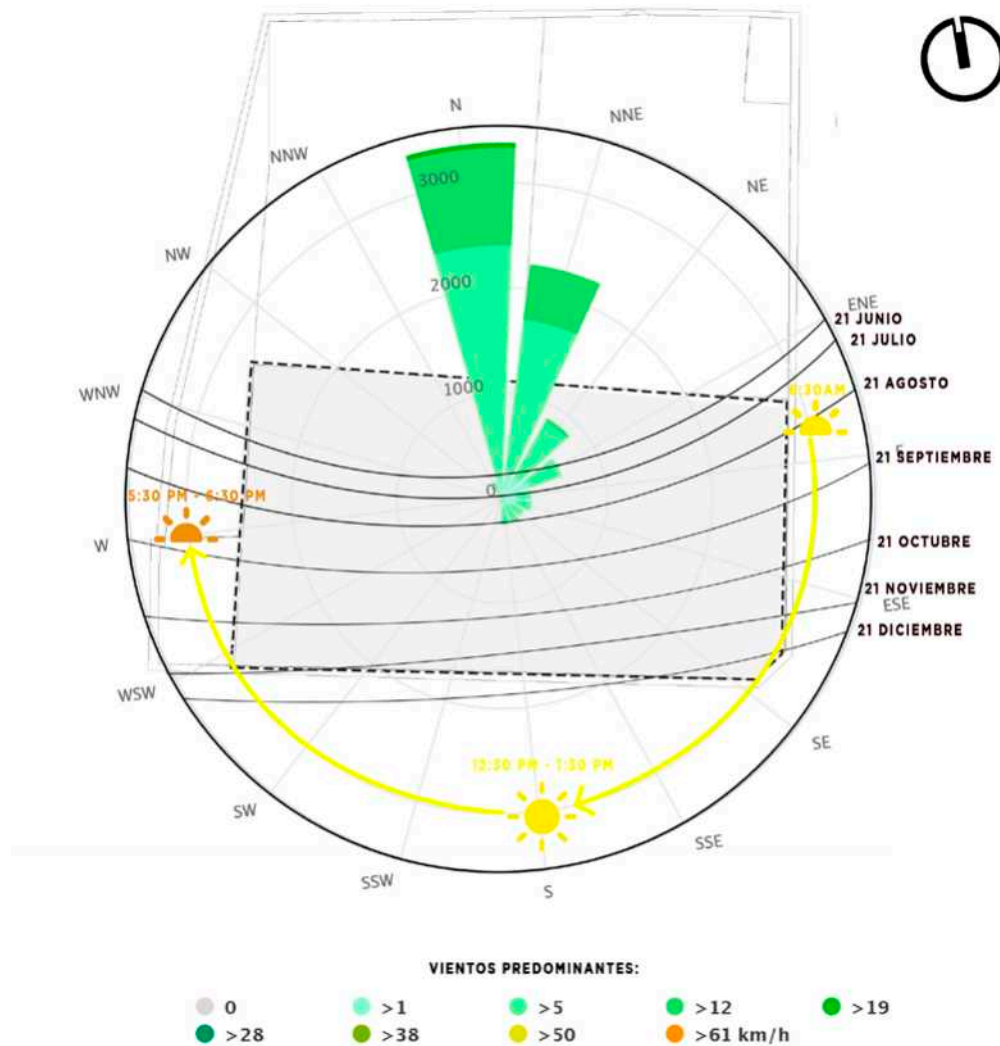 N
NNE
NNW
NE
3000
NW
2000
ENE
21 JUNIO
21 JULIO
1000
21 AGOSTO
WNW
6:30AM
E
21 SEPTIEMBRE
0
5:30 PM - 6:30 PM
W
21 OCTUBRE
21 NOVIEMBRE
ESE
21 DICIEMBRE
WSW
SE
12:30 PM - 1:30 PM
SW
SSE
SSW
S
VIENTOS PREDOMINANTES:
0 >1 >5 >12 >19
>28 >38 >50 >61 km/h